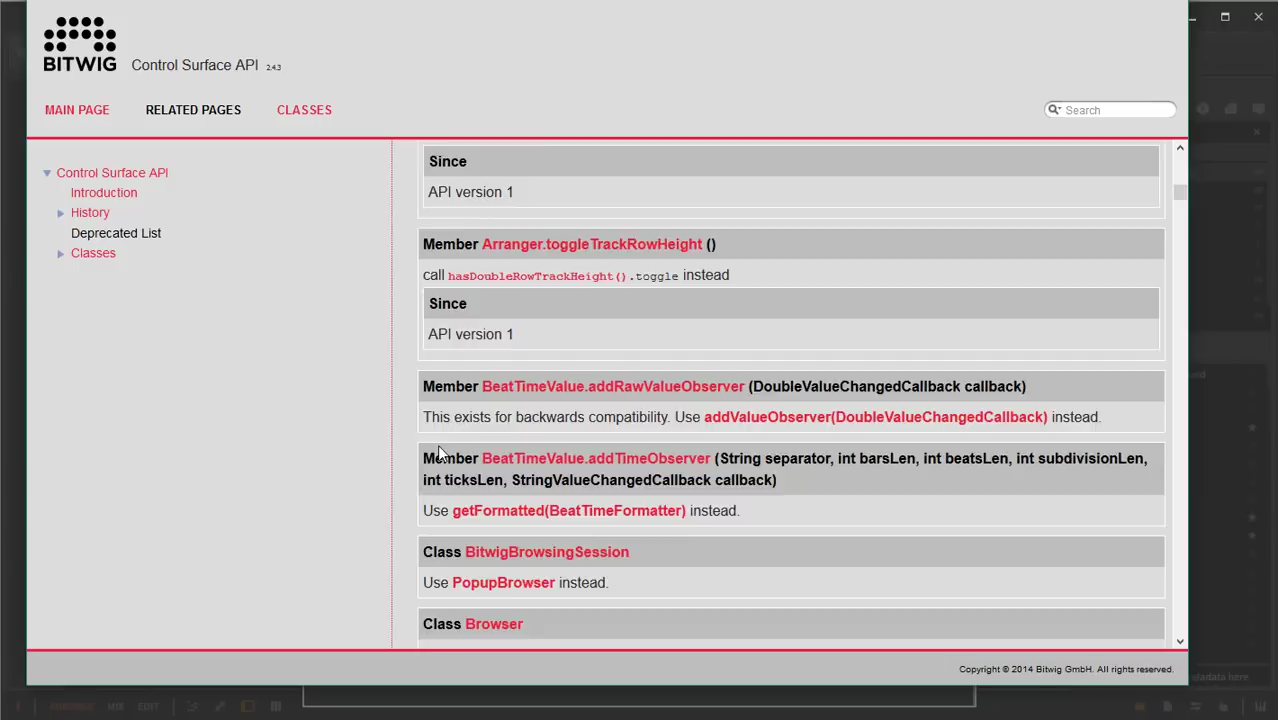 BITWIG
Control Surface API 2.4.3
MAIN PAGE RELATED PAGES CLASSES
Search
Control Surface API
Introduction
History
Deprecated List
Classes
Since
API version 1
Member Arranger.toggleTrackRowHeight ()
call hasDoubleRowTrackHeight().toggle instead
Since
API version 1
Member BeatTimeValue.addRawValueObserver (DoubleValueChangedCallback callback)
This exists for backwards compatibility. Use addValueObserver(DoubleValueChangedCallback) instead.
Member BeatTimeValue.addTimeObserver (String separator, int barsLen, int beatsLen, int subdivisionLen,
int ticksLen, StringValueChangedCallback callback)
Use getFormatted(BeatTimeFormatter) instead.
Class BitwigBrowsingSession
Use PopupBrowser instead.
Class Browser
Copyright © 2014 Bitwig GmbH. All rights reserved.
MIX EDIT